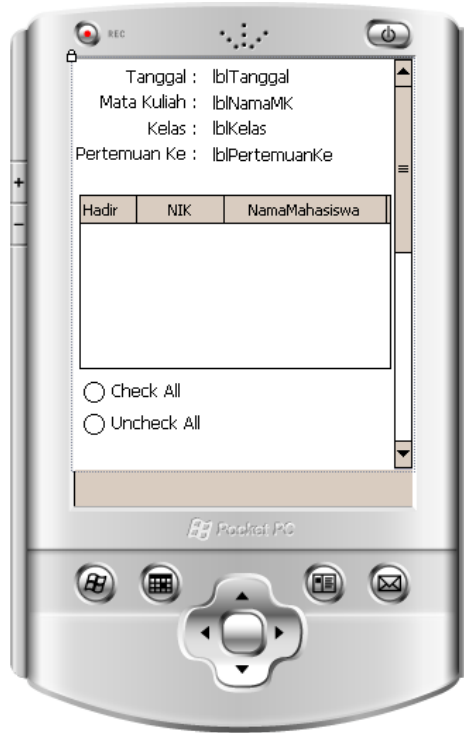 REC
Tanggal : lblTanggal
Mata Kuliah : lblNamaMK
Kelas : lblKelas
Pertemuan Ke : lblPertemuanKe
+
Hadir NIK NamaMahasiswa
−
Check All
Uncheck All
Pocket PC